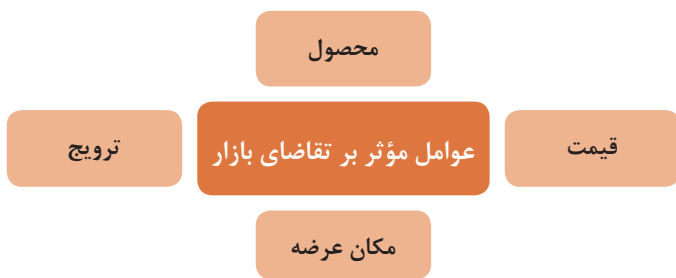 محصول
قیمت
عوامل مؤثر بر تقاضای بازار
ترویج
مکان عرضه